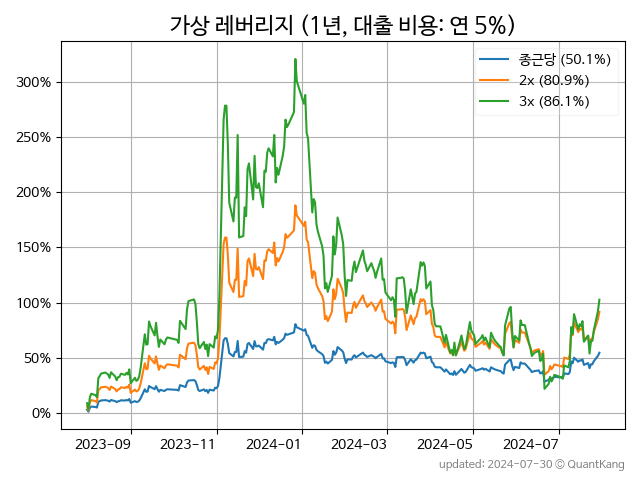 가상 레버리지 (1년, 대출 비용: 연 5%)
종근당 (50.1%)
2x (80.9%)
3x (86.1%)
300%
250%
200%
150%
100%
50%
0%
2023-09 2023-11 2024-01 2024-03 2024-05 2024-07
updated: 2024-07-30 © QuantKang